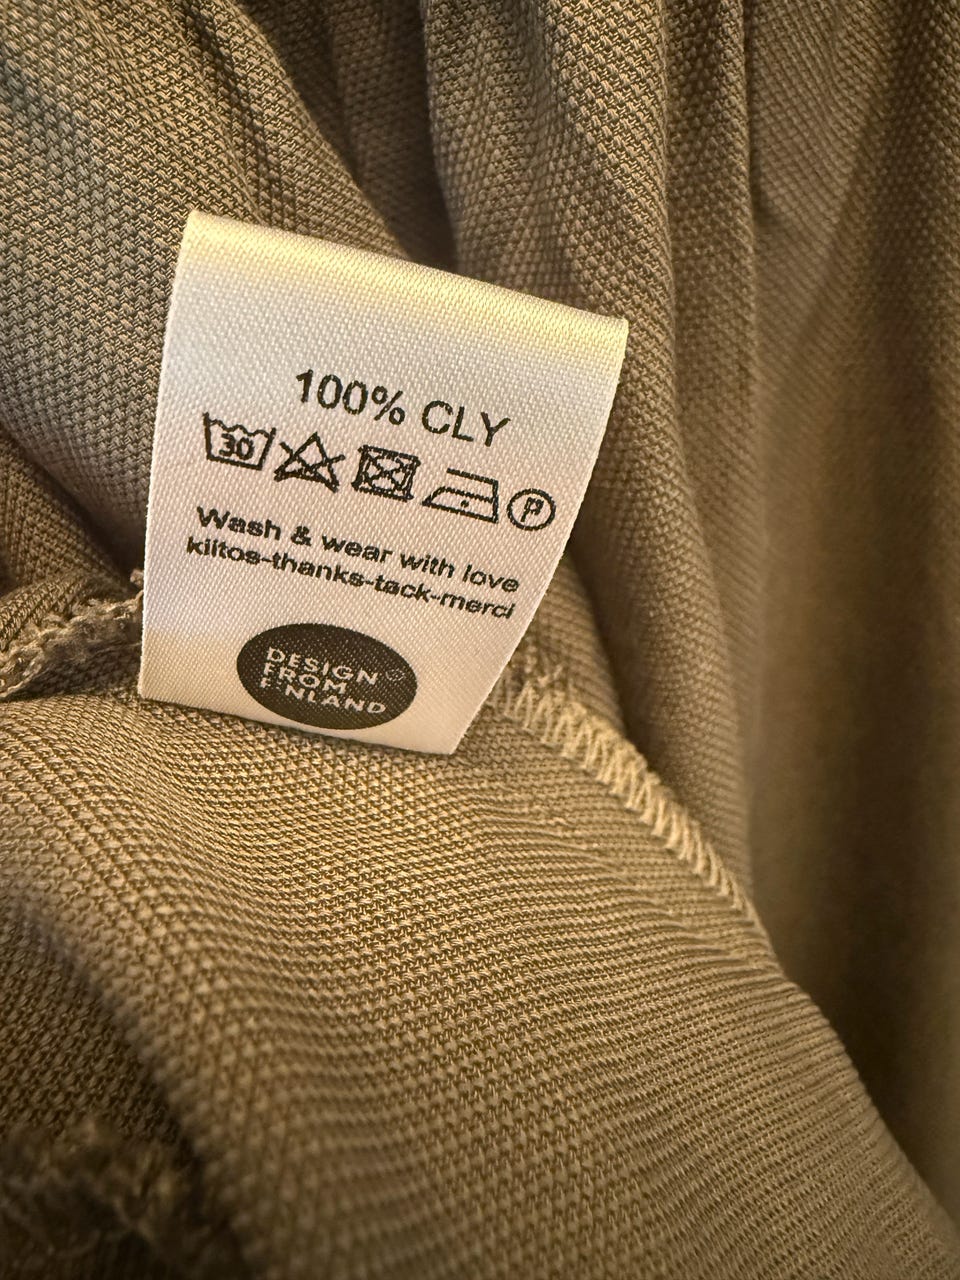 100% CLY
30
P
Wash & wear with love
kiitos-thanks-tack-merci
DESIGN
FROM
FINLAND